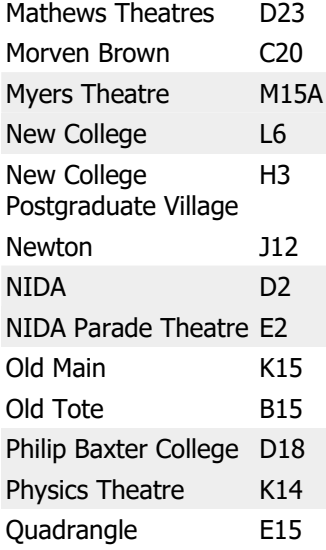 Mathews Theatres D23
Morven Brown C20
Myers Theatre M15A
New College L6
New College H3
Postgraduate Village
Newton J12
NIDA D2
NIDA Parade Theatre E2
Old Main K15
Old Tote B15
Philip Baxter College D18
Physics Theatre K14
Quadrangle E15